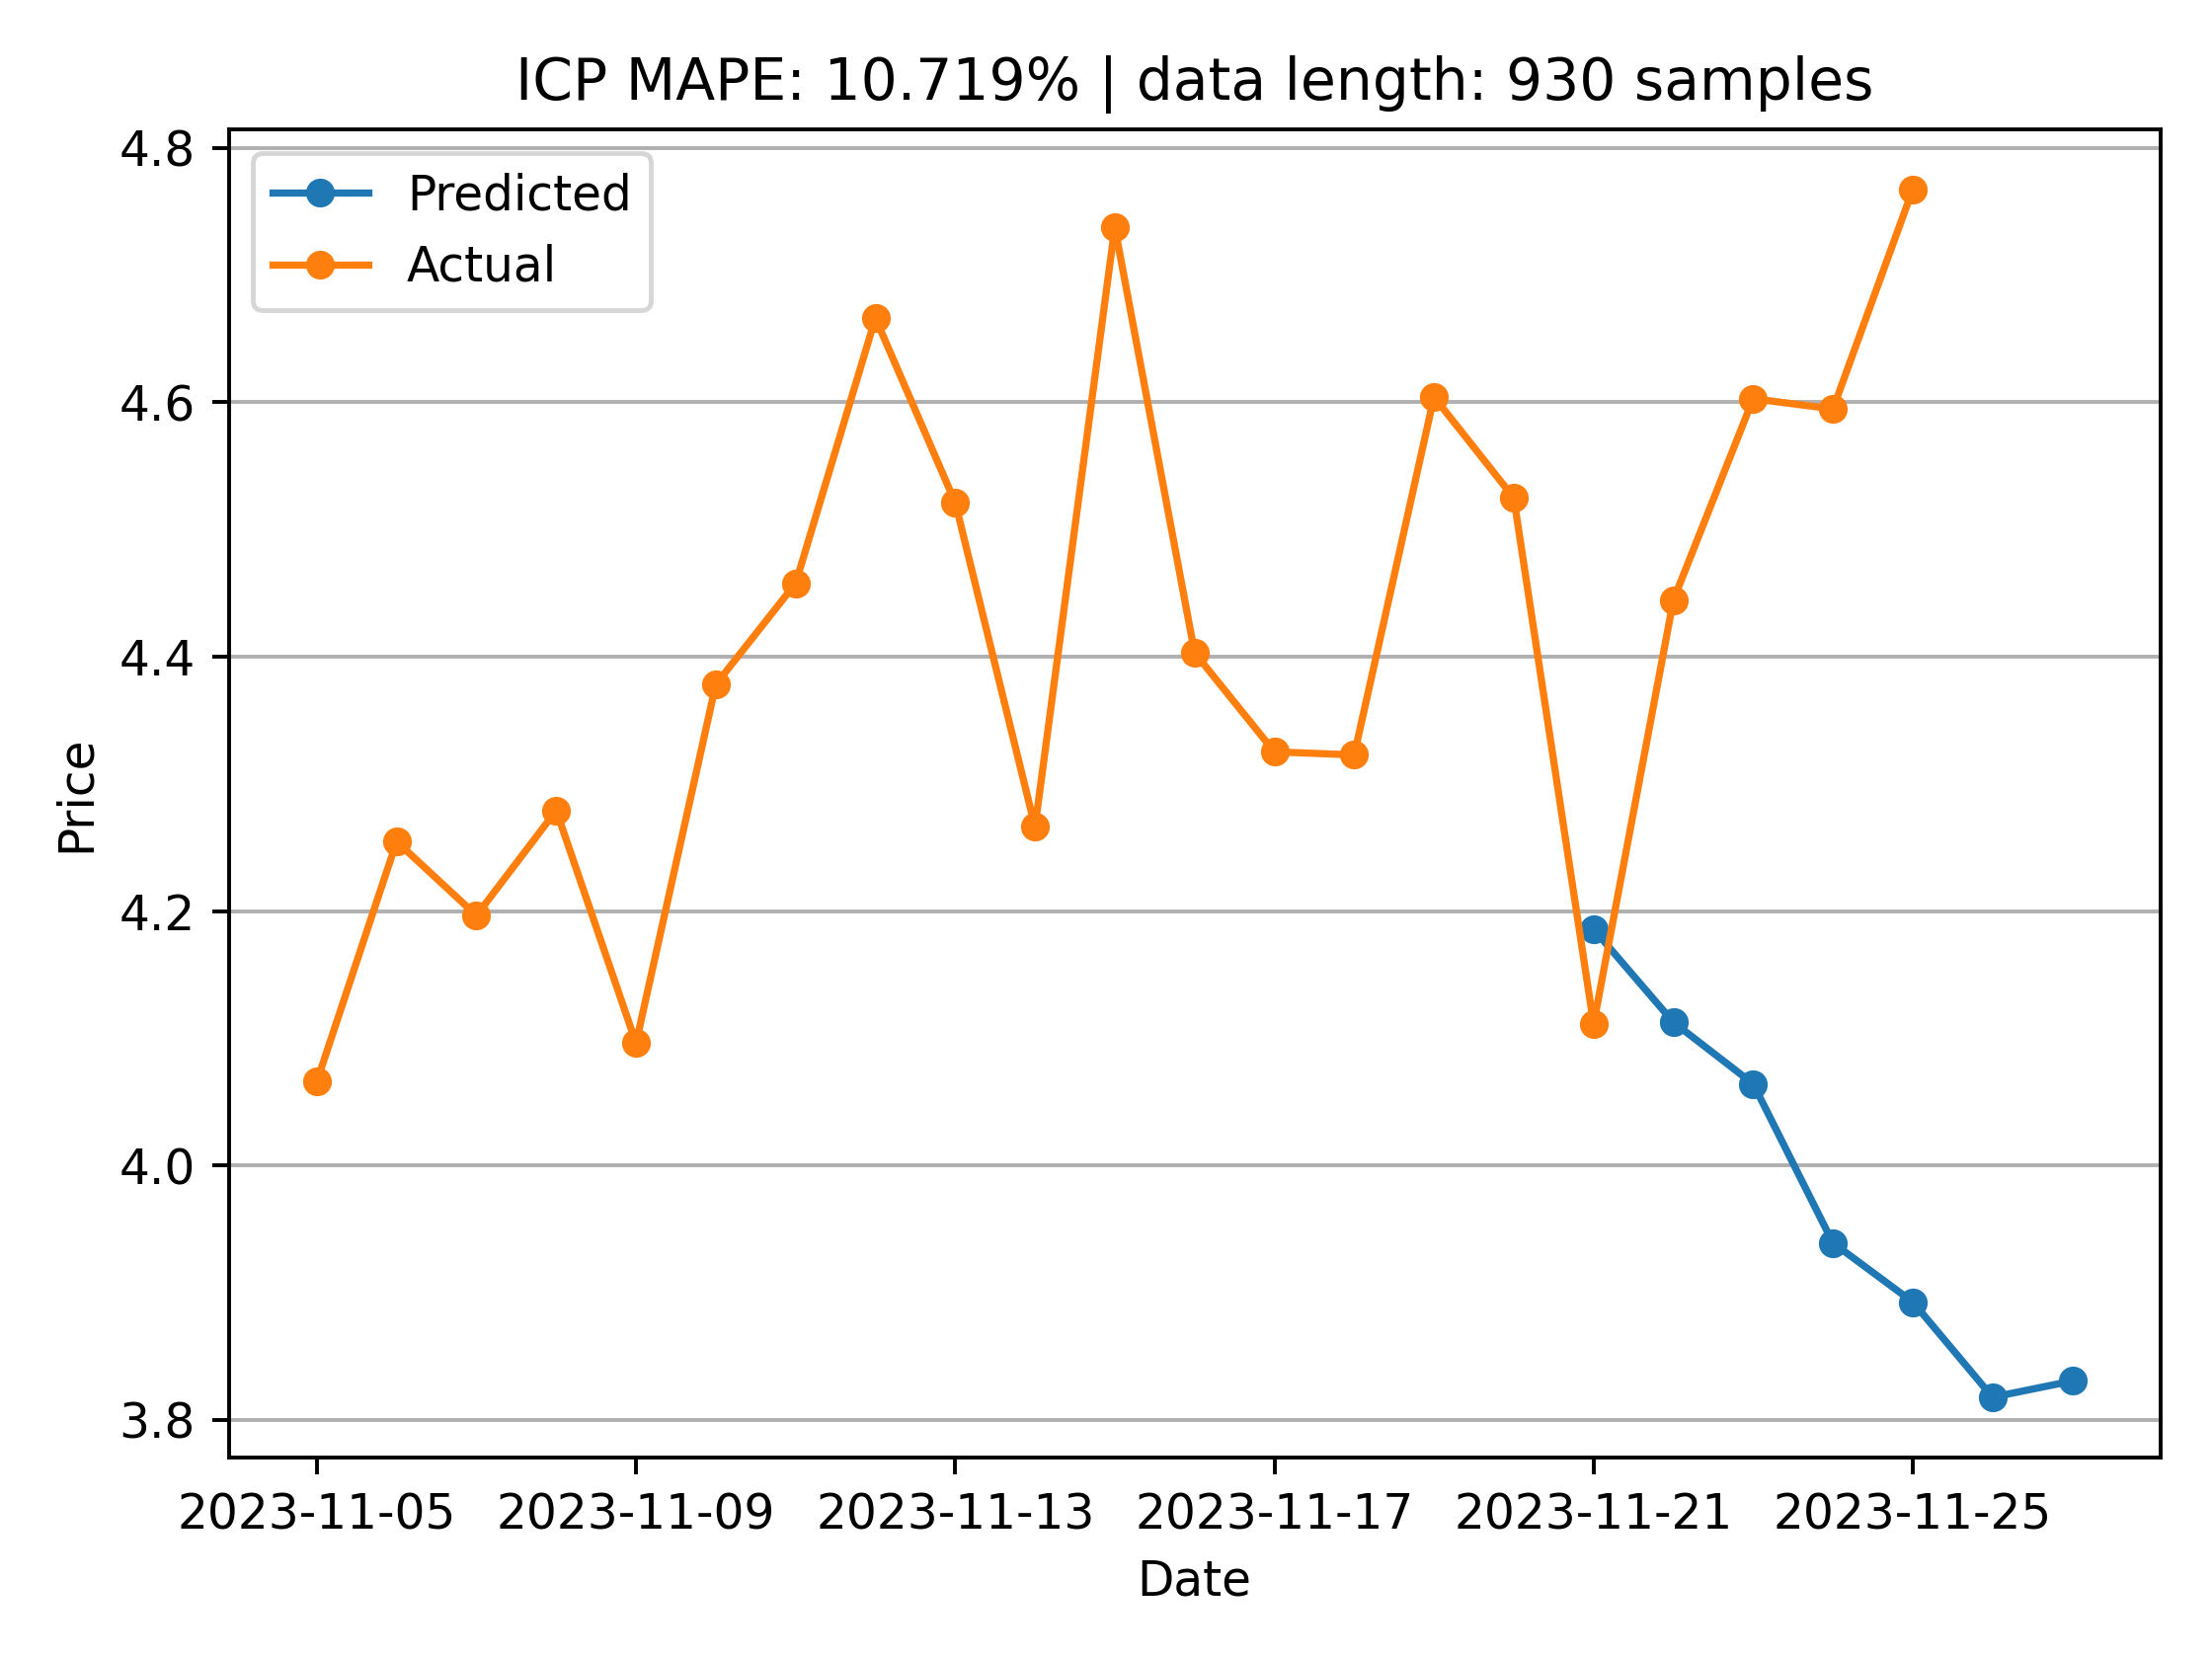 ICP MAPE: 10.719% | data length: 930 samples
Predicted
Actual
4.8
4.6
4.4
4.2
4.0
3.8
Price
2023-11-05 2023-11-09 2023-11-13 2023-11-17 2023-11-21 2023-11-25
Date